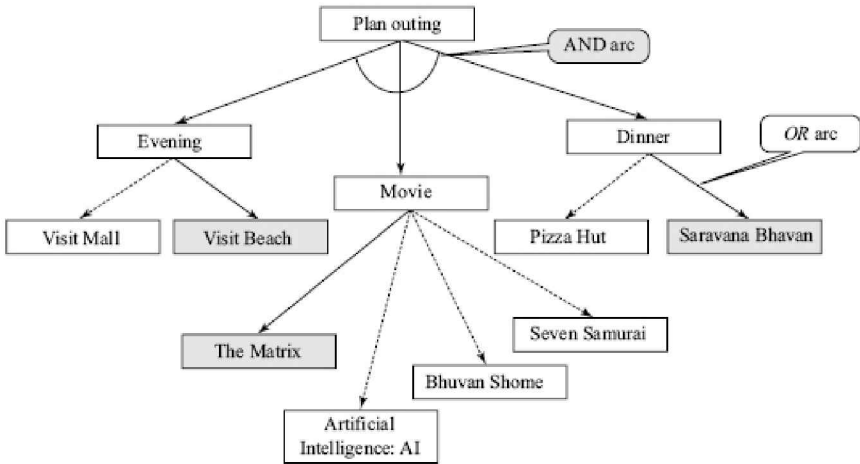 Plan outing
AND arc
Evening
Dinner
OR arc
Movie
Visit Mall
Visit Beach
Pizza Hut
Saravana Bhavan
The Matrix
Seven Samurai
Bhuvan Shome
Artificial
Intelligence: AI